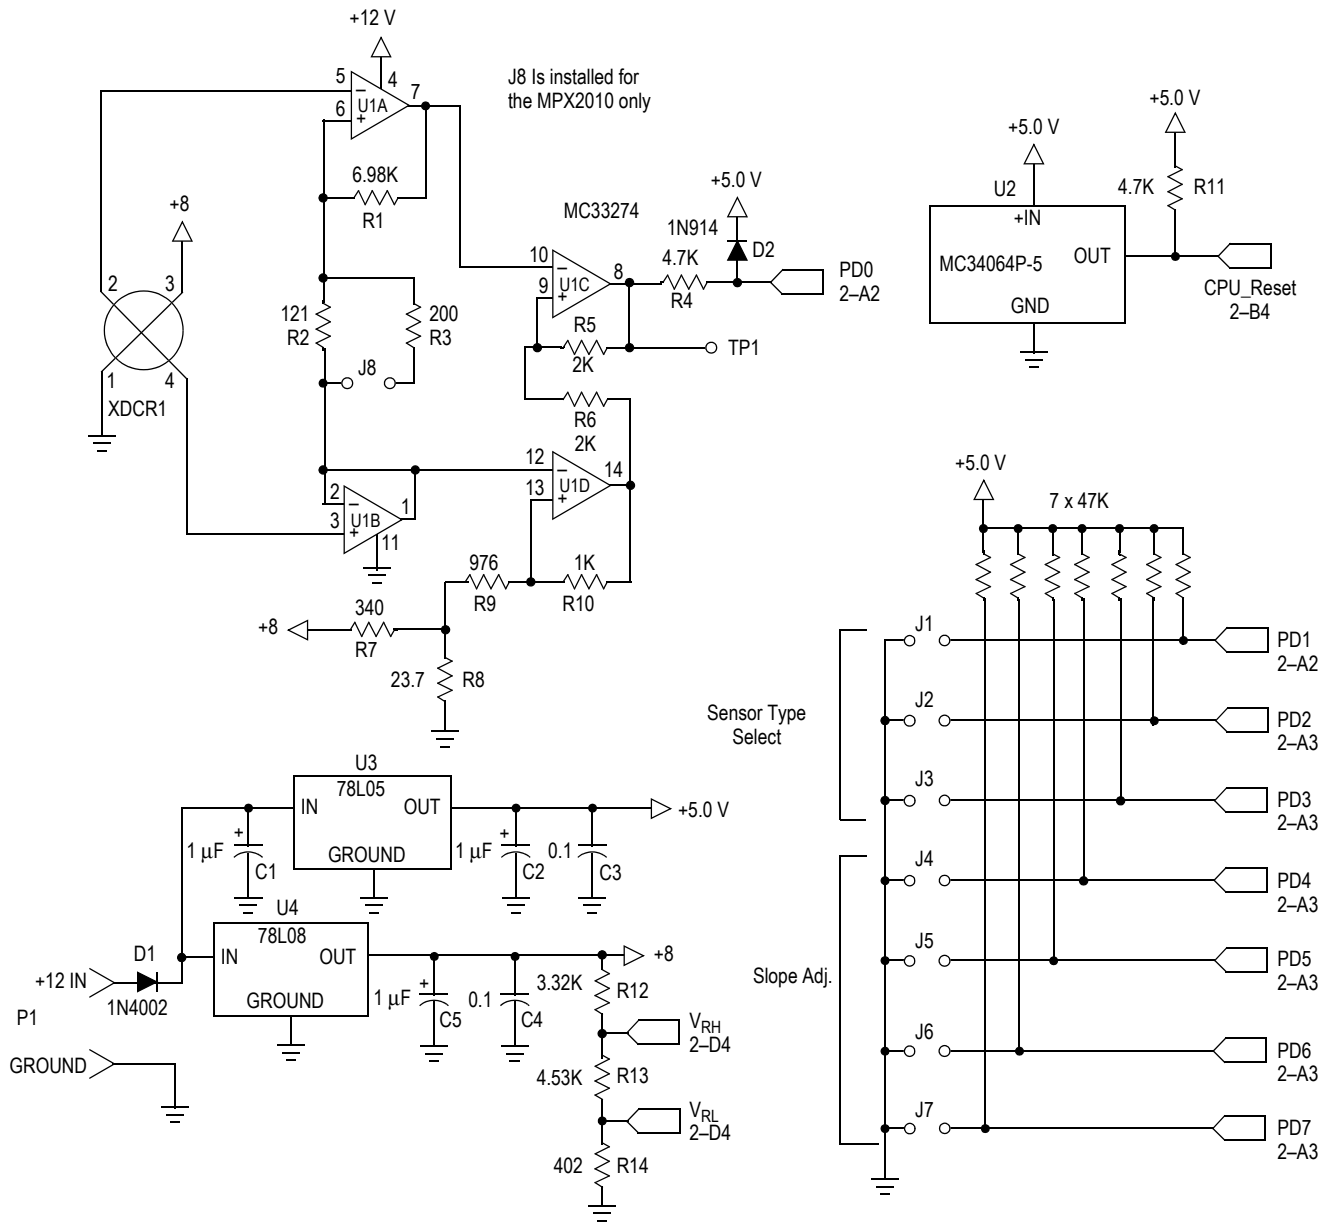 +12 V
J8 Is installed for
the MPX2010 only
5
4
7
U1A
6
−
+
6.98K
R1
+8
2
3
1
4
XDCR1
121
R2
200
R3
J8
MC33274
10
9
8
−
+
U1C
+5.0 V
1N914
D2
4.7K
R4
PD0
2–A2
R5
2K
TP1
R6
2K
12
13
14
−
+
U1D
2
3
1
11
−
+
U1B
976
R9
1K
R10
+8
340
R7
23.7
R8
+5.0 V
+5.0 V
U2
+IN
MC34064P-5
OUT
GND
4.7K
R11
CPU_Reset
2–B4
+5.0 V
7 x 47K
Sensor Type
Select
Slope Adj.
J1
PD1
2–A2
J2
PD2
2–A3
J3
PD3
2–A3
J4
PD4
2–A3
J5
PD5
2–A3
J6
PD6
2–A3
J7
PD7
2–A3
U3
78L05
IN
OUT
GROUND
+5.0 V
+
1 µF
C1
+
1 µF
C2
0.1
C3
U4
78L08
IN
OUT
GROUND
+8
D1
+12 IN
1N4002
P1
GROUND
+
1 µF
C5
0.1
C4
3.32K
R12
VRH
2–D4
4.53K
R13
VRL
2–D4
402
R14